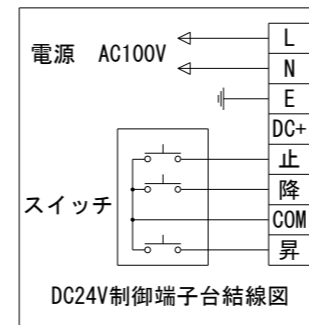 電源 AC100V
L
N
E
DC+
止
降
COM
昇
スイッチ
DC24V制御端子台結線図